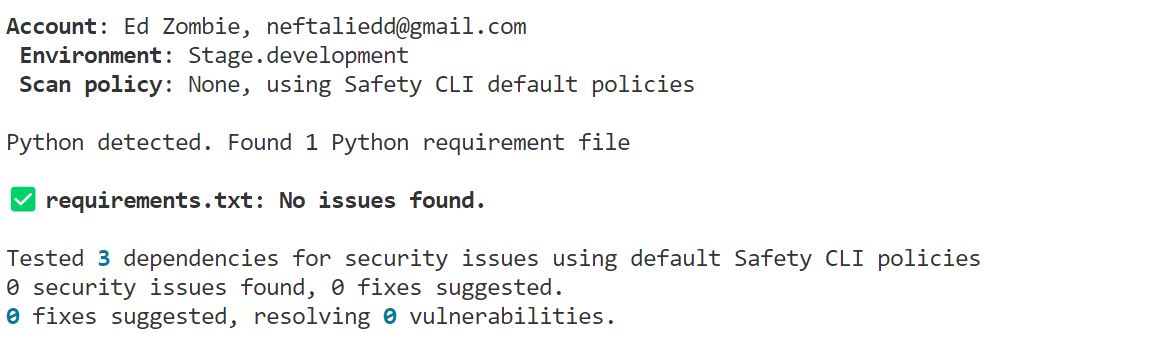 Account: Ed Zombie, neftaliedd@gmail.com
Environment: Stage.development
Scan policy: None, using Safety CLI default policies
Python detected. Found 1 Python requirement file
✅ requirements.txt: No issues found.
Tested 3 dependencies for security issues using default Safety CLI policies
0 security issues found, 0 fixes suggested.
0 fixes suggested, resolving 0 vulnerabilities.